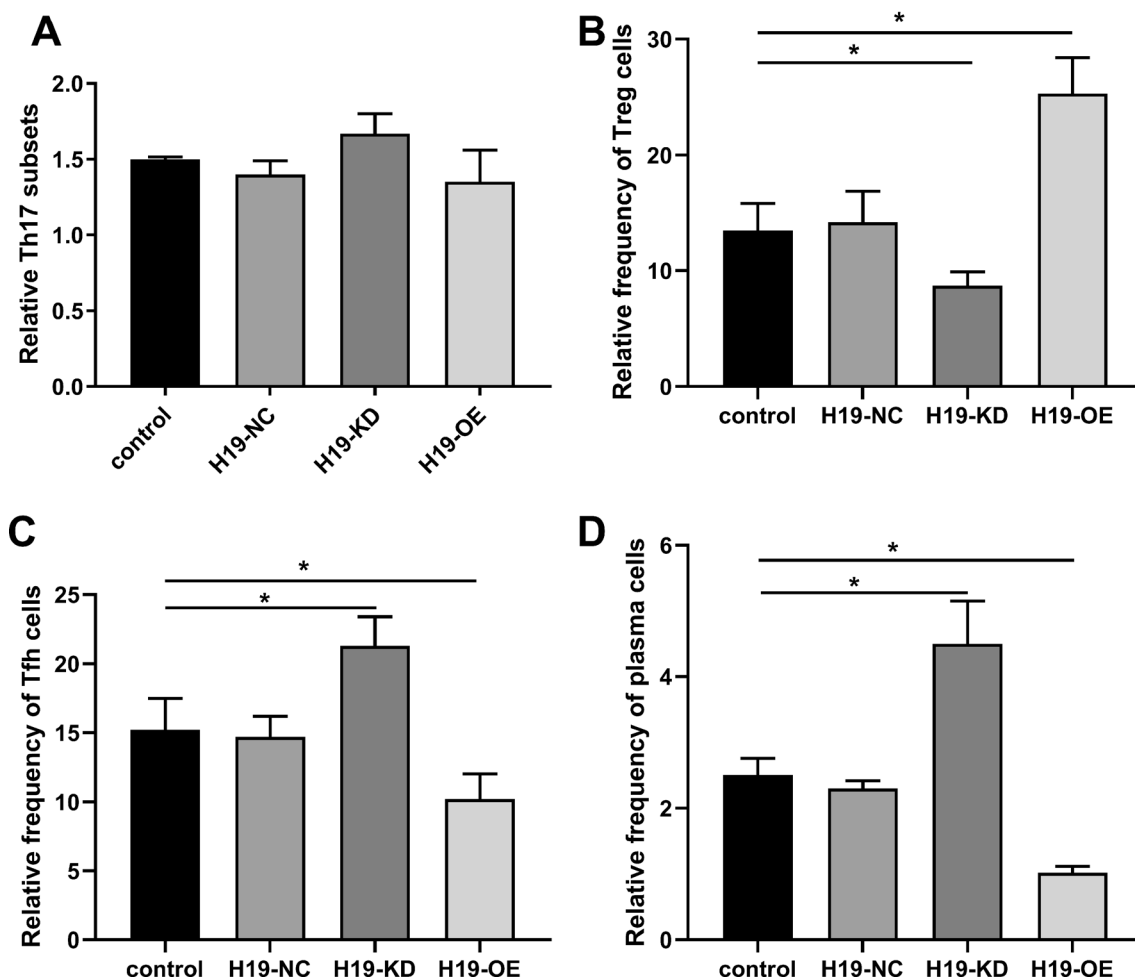 A
Relative Th17 subsets
2.0
1.5
1.0
0.5
0.0
control
H19-NC
H19-KD
H19-OE
B
Relative frequency of Treg cells
30
20
10
0
*
*
control H19-NC H19-KD H19-OE
C
Relative frequency of Tfh cells
25
20
15
10
5
0
*
*
control H19-NC H19-KD H19-OE
D
Relative frequency of plasma cells
6
4
2
0
*
*
control H19-NC H19-KD H19-OE